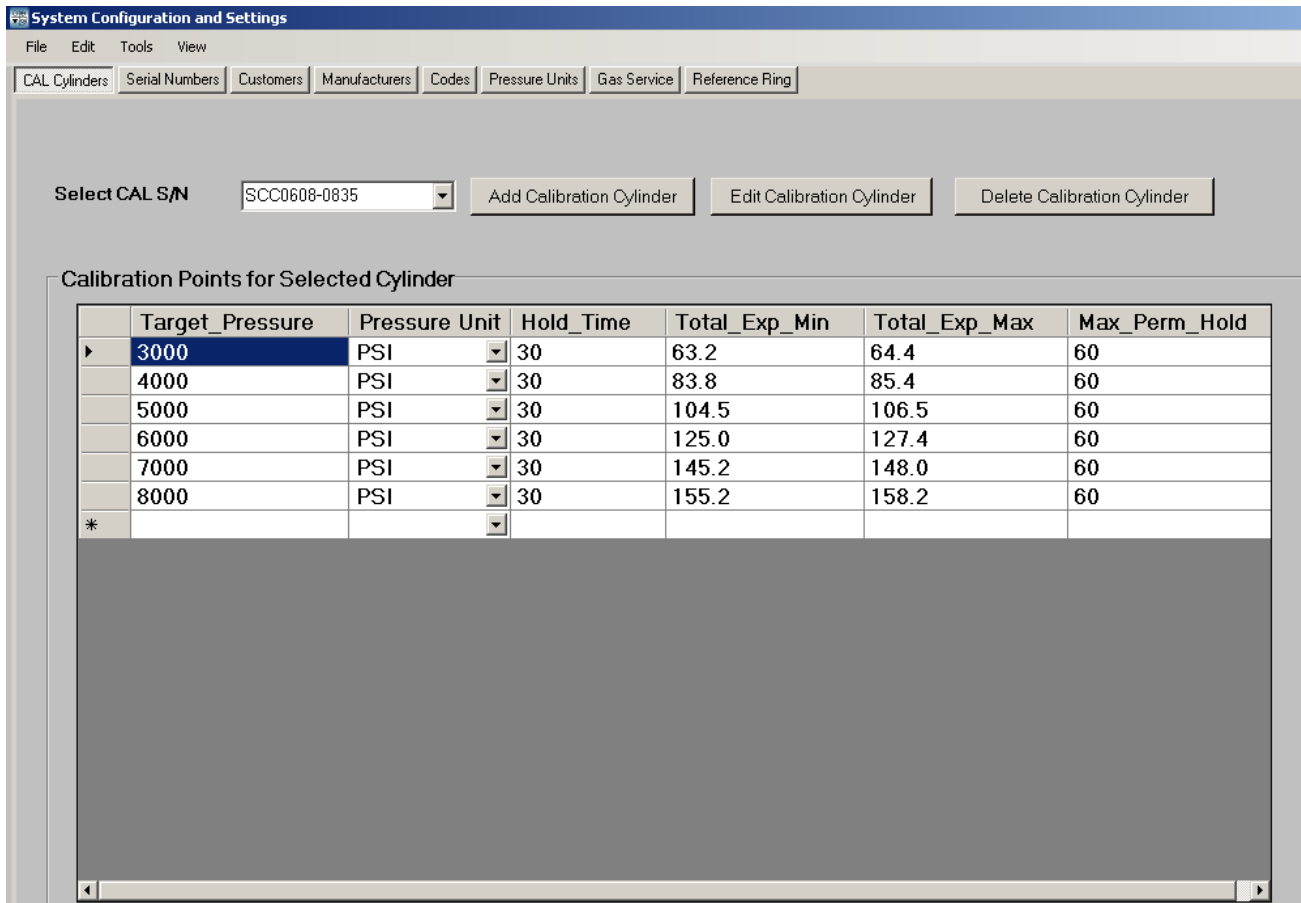 System Configuration and Settings
File Edit Tools View
CAL Cylinders Serial Numbers Customers Manufacturers Codes Pressure Units Gas Service Reference Ring
Select CAL S/N SCC0608-0835 Add Calibration Cylinder Edit Calibration Cylinder Delete Calibration Cylinder
Calibration Points for Selected Cylinder
Target_Pressure Pressure Unit Hold_Time Total_Exp_Min Total_Exp_Max Max_Perm_Hold
3000 PSI 30 63.2 64.4 60
4000 PSI 30 83.8 85.4 60
5000 PSI 30 104.5 106.5 60
6000 PSI 30 125.0 127.4 60
7000 PSI 30 145.2 148.0 60
8000 PSI 30 155.2 158.2 60
*